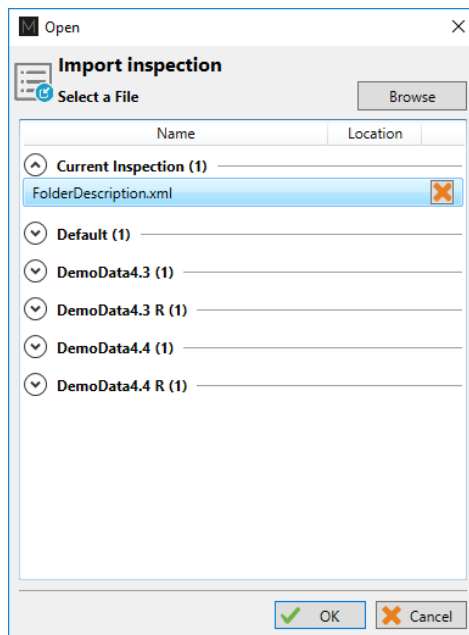 M Open
Import inspection
Select a File
Browse
Name Location
Current Inspection (1)
FolderDescription.xml
Default (1)
DemoData4.3 (1)
DemoData4.3 R (1)
DemoData4.4 (1)
DemoData4.4 R (1)
OK Cancel